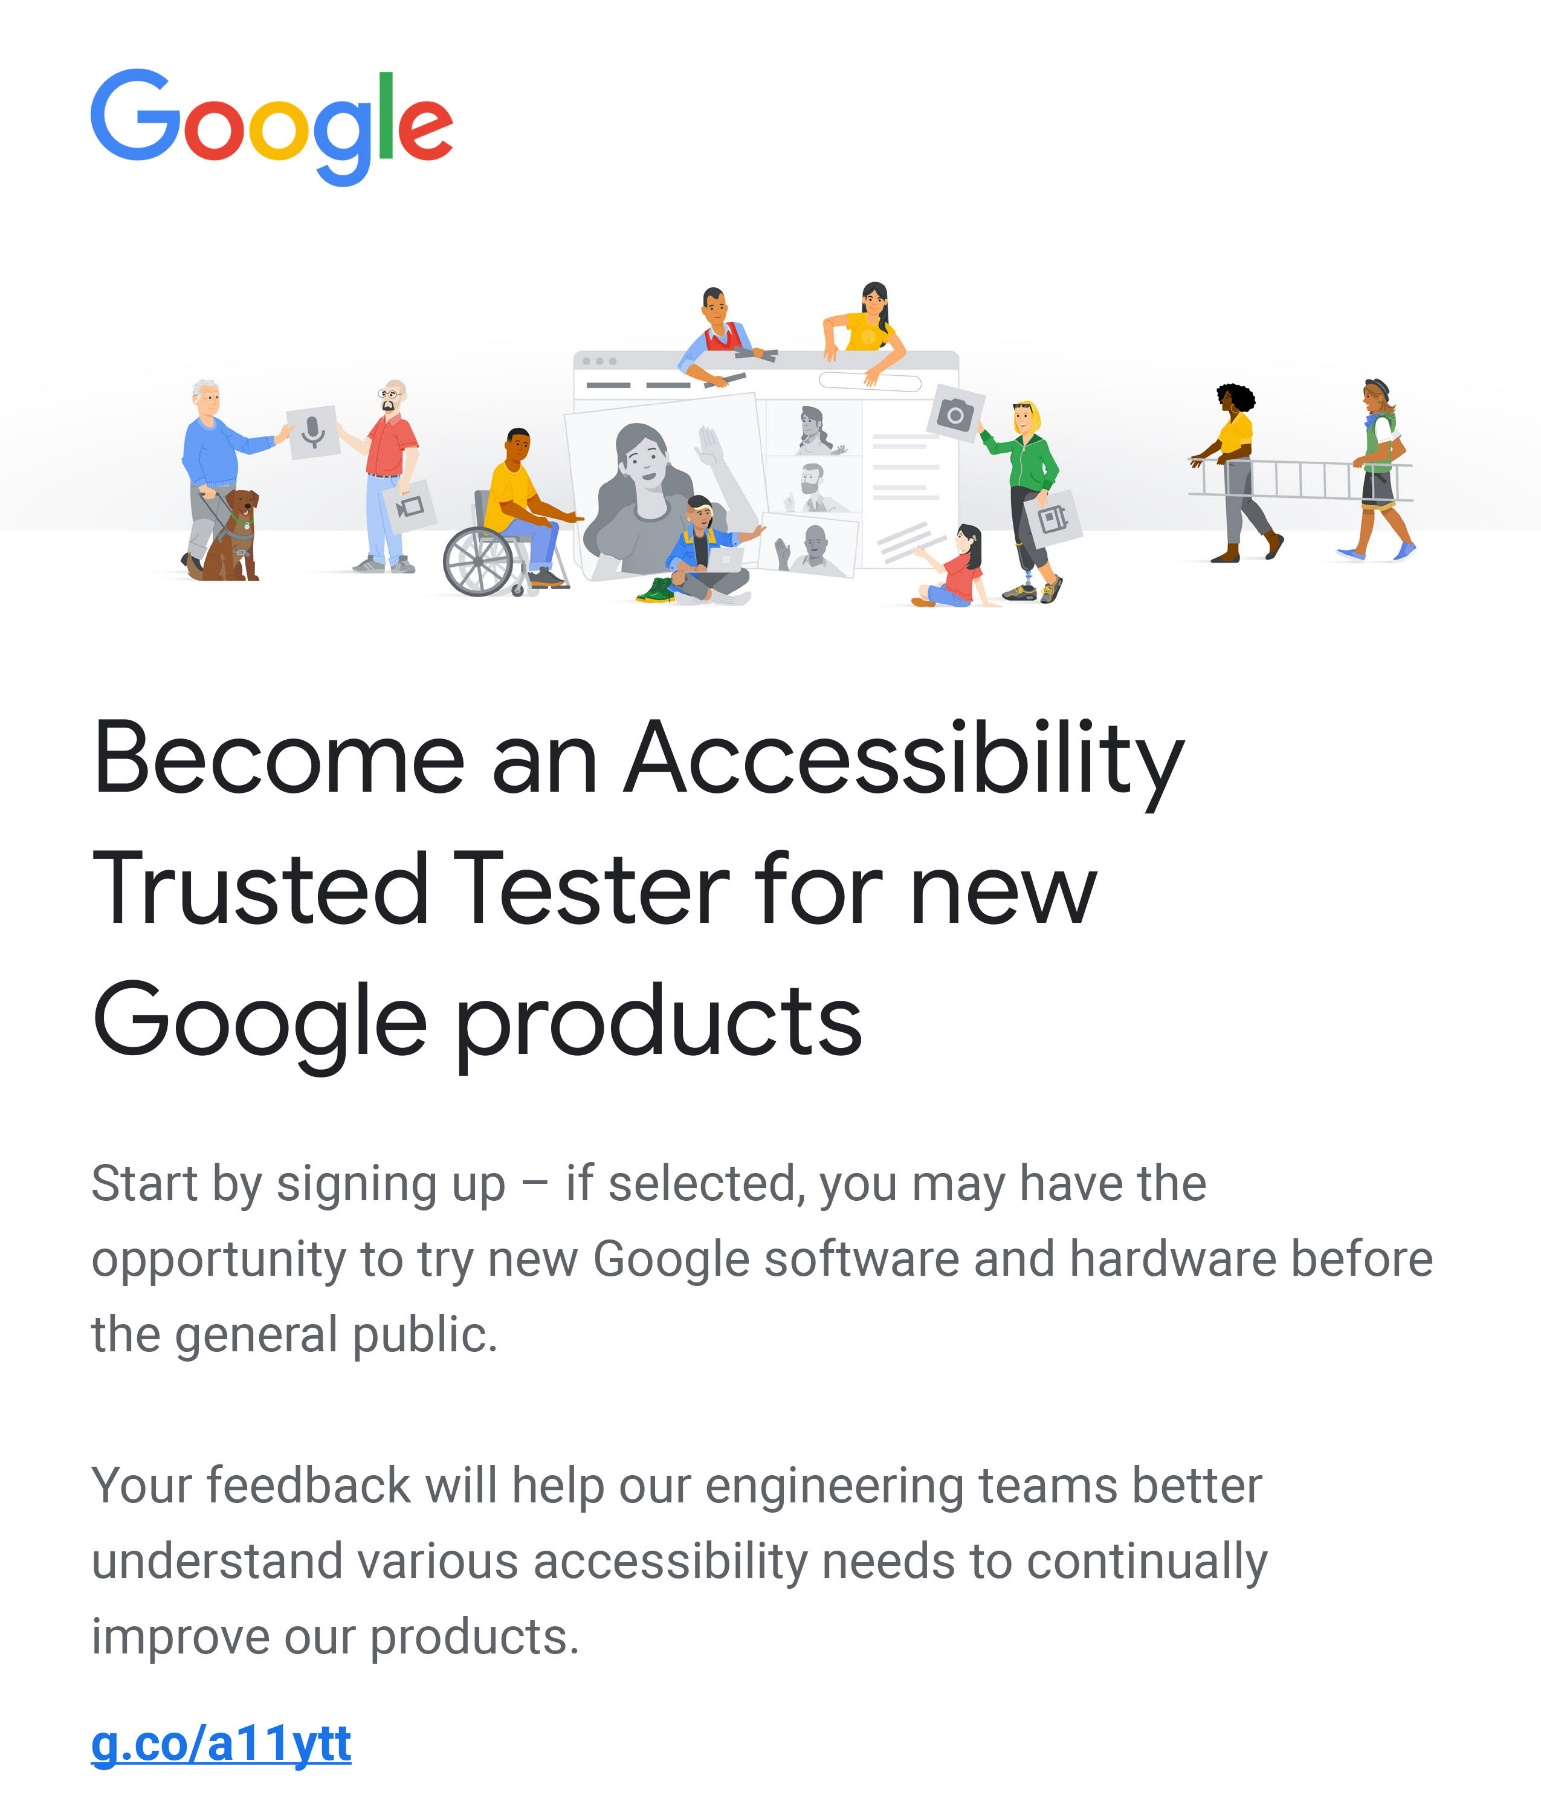 Google
Become an Accessibility
Trusted Tester for new
Google products
Start by signing up – if selected, you may have the
opportunity to try new Google software and hardware before
the general public.
Your feedback will help our engineering teams better
understand various accessibility needs to continually
improve our products.
g.co/a11ytt